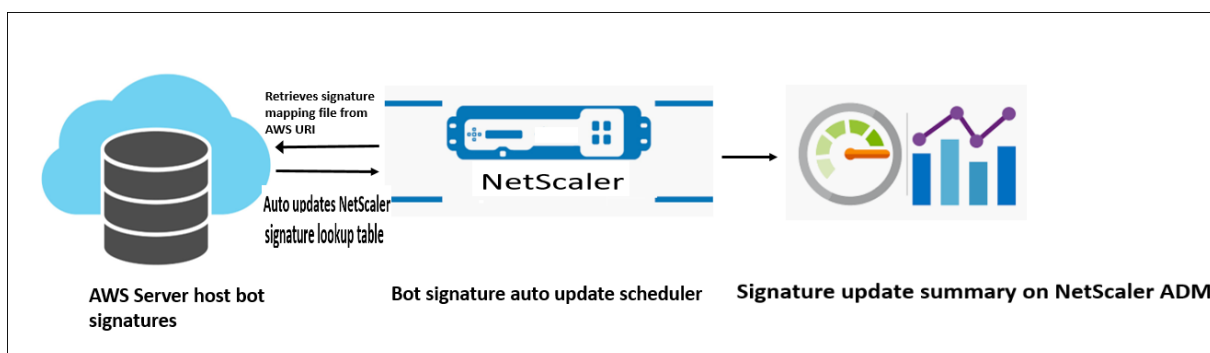 Retrieves signature
mapping file from
AWS URI
NetScaler
Auto updates NetScaler
signature lookup table
AWS Server host bot
signatures
Bot signature auto update scheduler
Signature update summary on NetScaler ADM